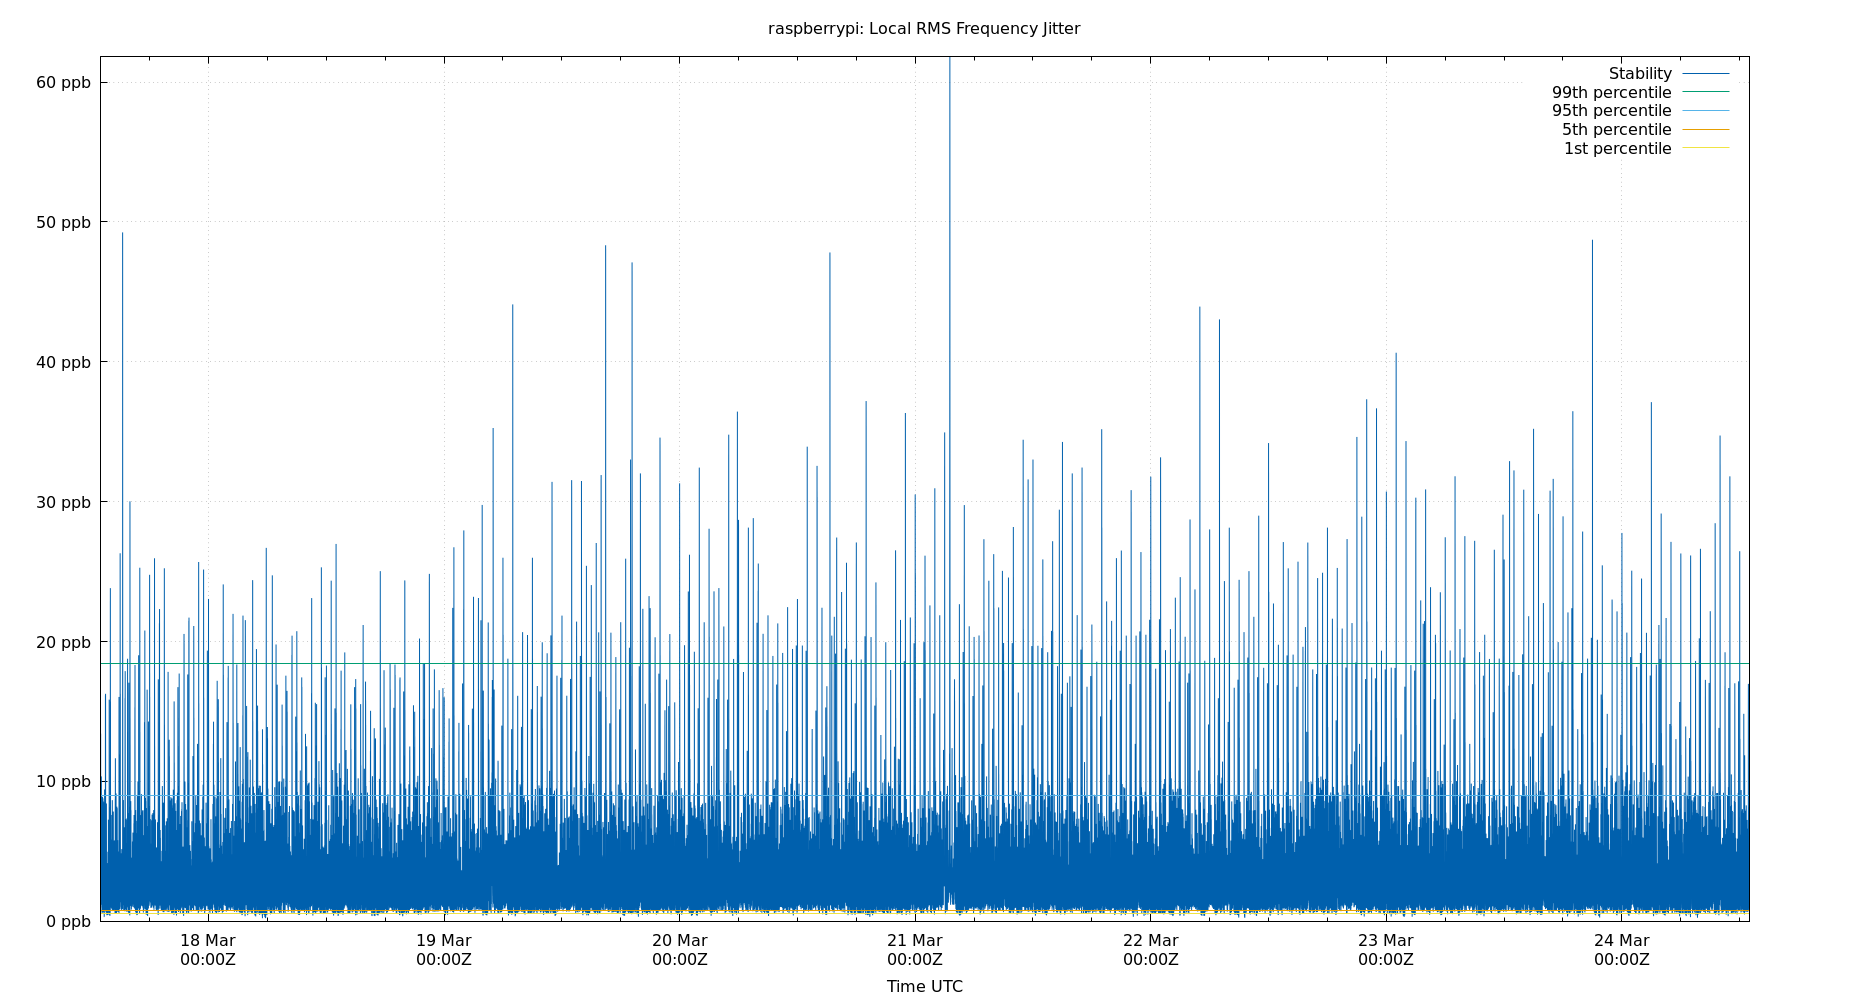 raspberrypi: Local RMS Frequency Jitter
60 ppb
50 ppb
40 ppb
30 ppb
20 ppb
10 ppb
0 ppb
Stability
99th percentile
95th percentile
5th percentile
1st percentile
18 Mar
00:00Z
19 Mar
00:00Z
20 Mar
00:00Z
21 Mar
00:00Z
22 Mar
00:00Z
23 Mar
00:00Z
24 Mar
00:00Z
Time UTC